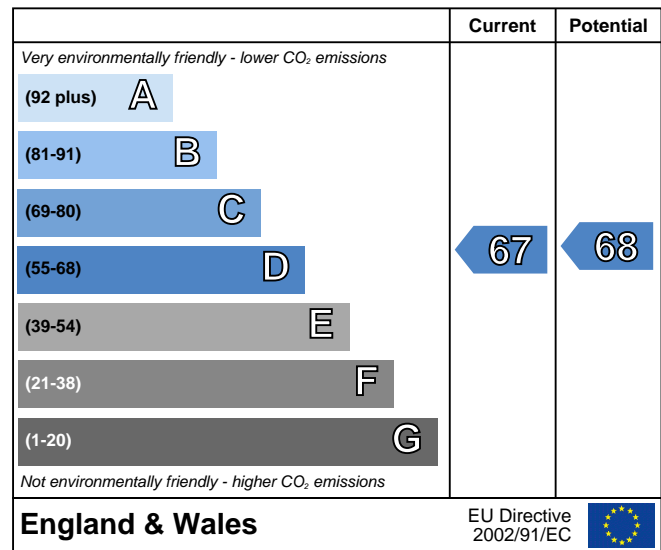 Current Potential
Very environmentally friendly - lower CO₂ emissions
(92 plus) A
(81-91) B
(69-80) C
(55-68) D
67 68
(39-54) E
(21-38) F
(1-20) G
Not environmentally friendly - higher CO₂ emissions
England & Wales
EU Directive
2002/91/EC